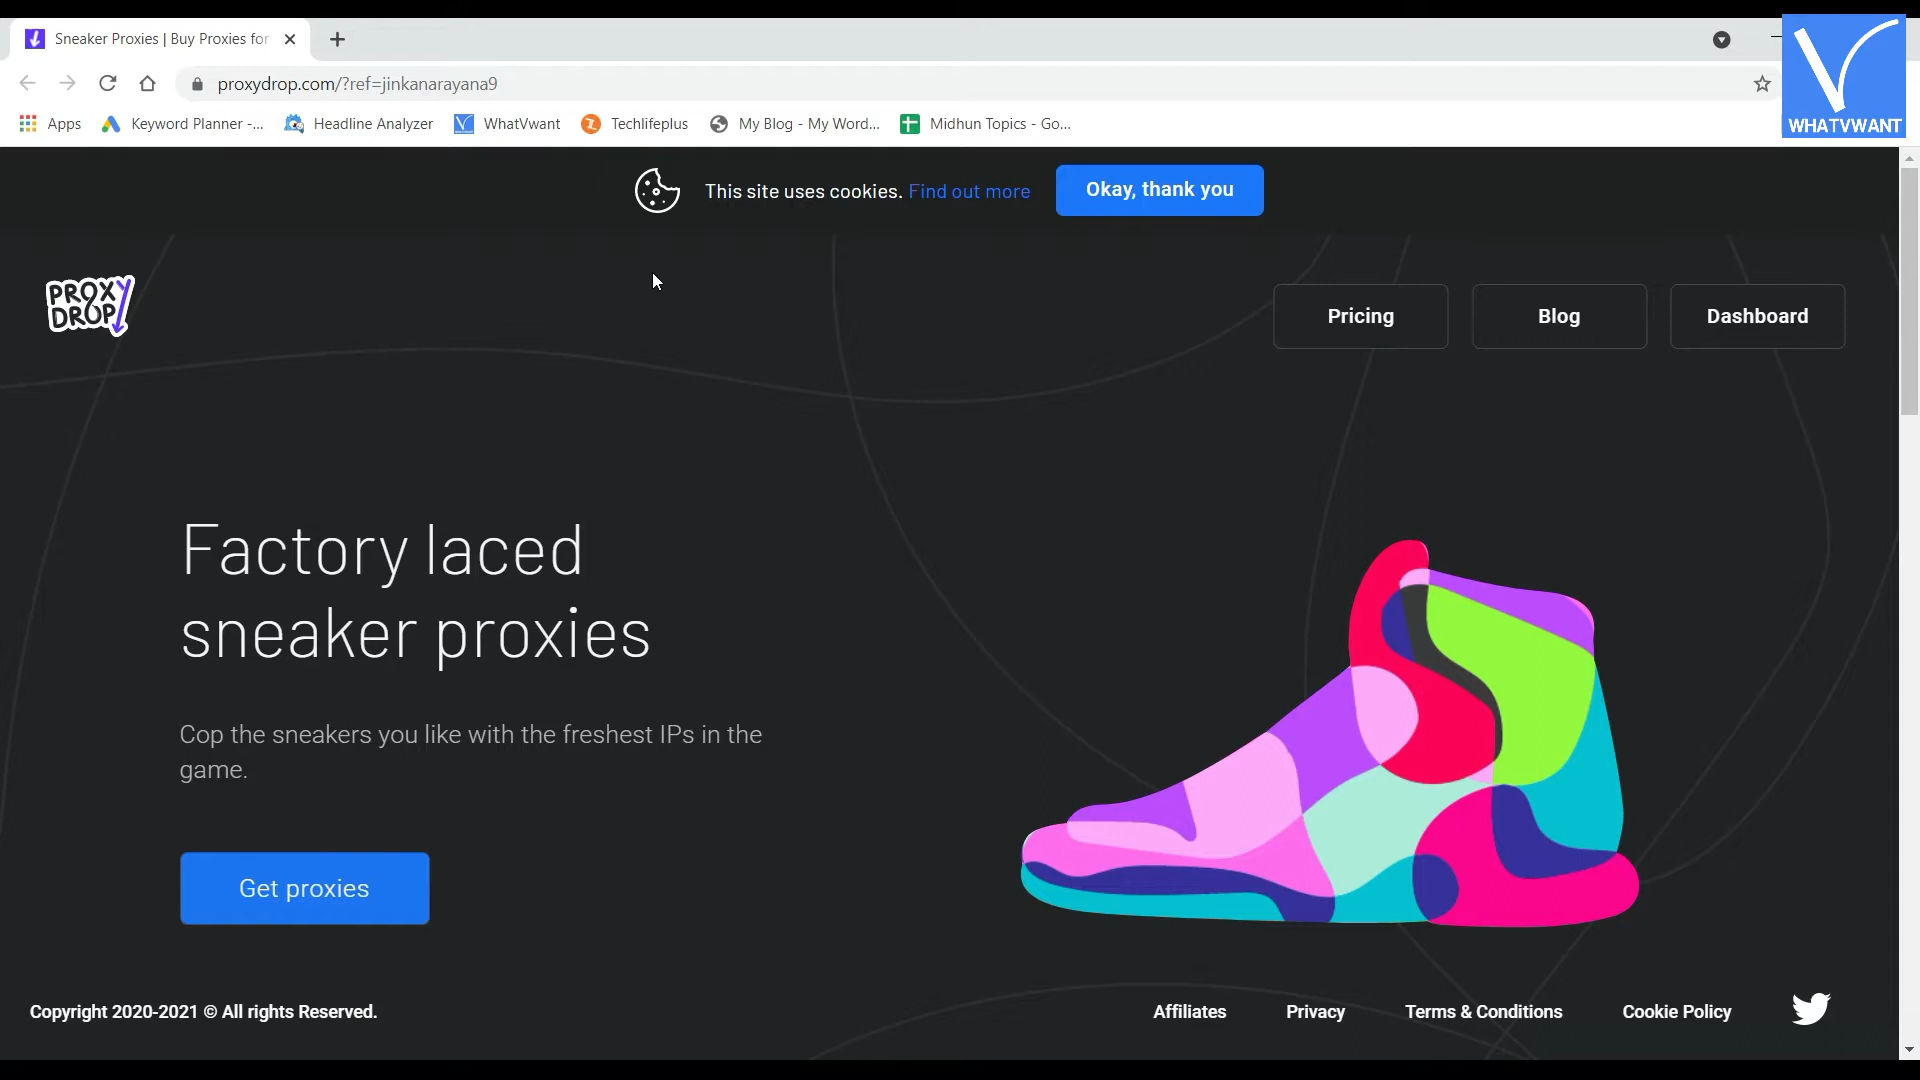 Sneaker Proxies | Buy Proxies for
proxydrop.com/?ref=jinkanarayana9
Apps
Keyword Planner -...
Headline Analyzer
WhatVwant
Techlifeplus
My Blog - My Word...
Midhun Topics - Go...
WHATVWANT
This site uses cookies. Find out more
Okay, thank you
PROXY
DROP
Pricing
Blog
Dashboard
Factory laced
sneaker proxies
Cop the sneakers you like with the freshest IPs in the
game.
Get proxies
Copyright 2020-2021 © All rights Reserved.
Affiliates
Privacy
Terms & Conditions
Cookie Policy